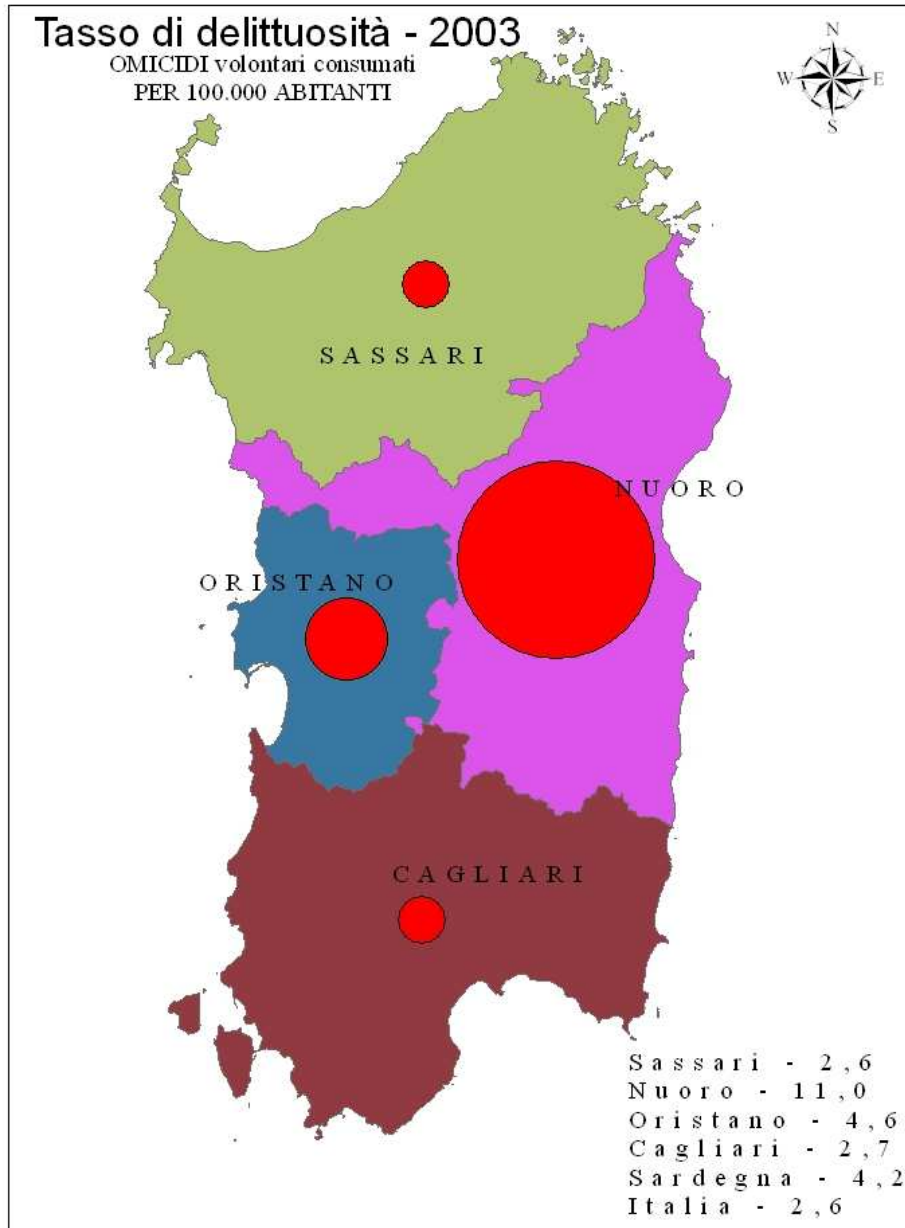 Tasso di delittuosità - 2003
OMICIDI volontari consumati
PER 100.000 ABITANTI
N
W E
S
SASSARI
NUORO
ORISTANO
CAGLIARI
Sassari - 2,6
Nuoro - 11,0
Oristano - 4,6
Cagliari - 2,7
Sardegna - 4,2
Italia - 2,6